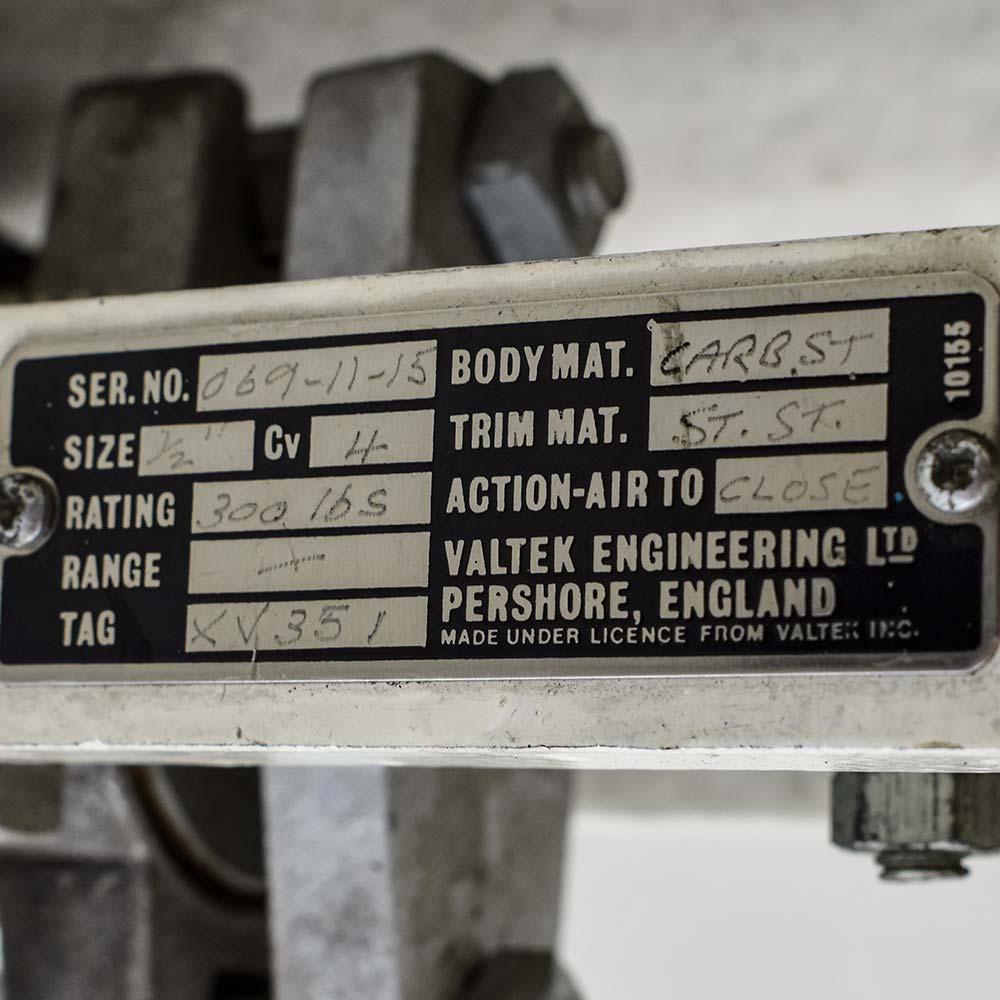 SER. NO. 069-11-15
SIZE 1/2" Cv 4
RATING 300 lbs
RANGE -
TAG XV351
BODY MAT. CARB. ST
TRIM MAT. ST. ST.
ACTION-AIR TO CLOSE
VALTEK ENGINEERING LTD
PERSHORE, ENGLAND
MADE UNDER LICENCE FROM VALTEK INC.
10155